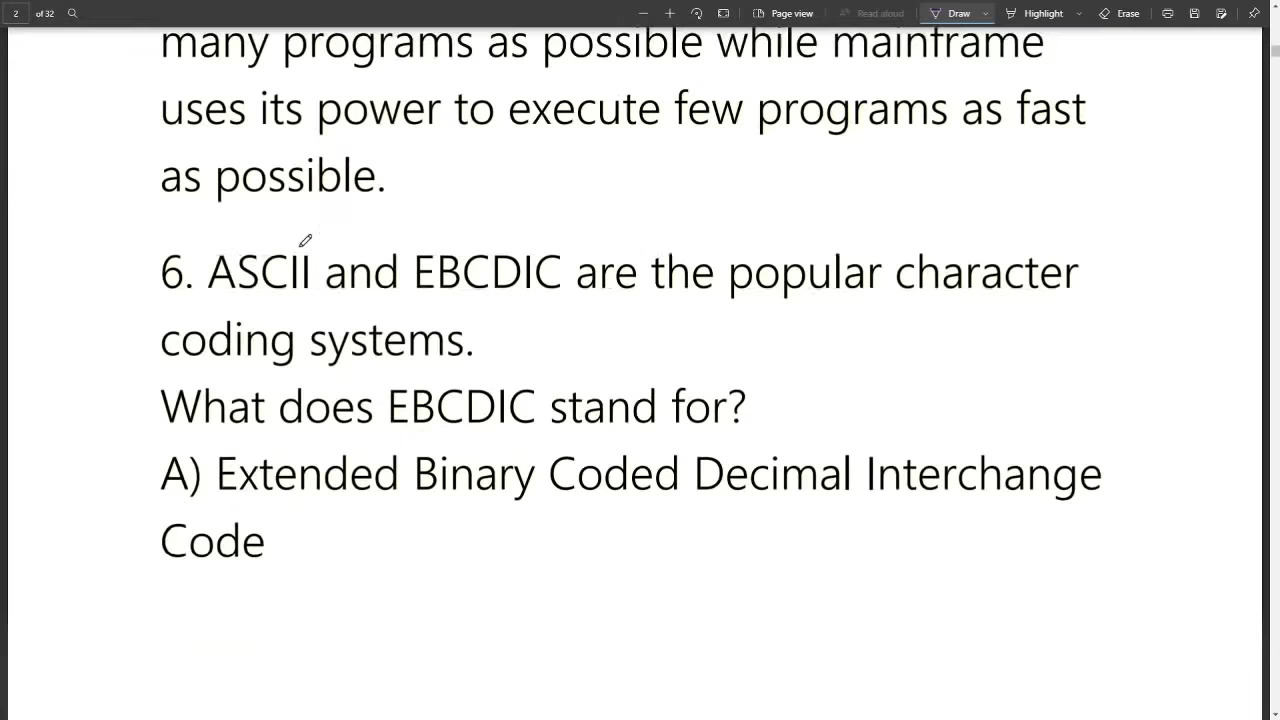 2 of 32 Page view Read aloud Draw Highlight Erase
many programs as possible while mainframe
uses its power to execute few programs as fast
as possible.
6. ASCII and EBCDIC are the popular character
coding systems.
What does EBCDIC stand for?
A) Extended Binary Coded Decimal Interchange
Code